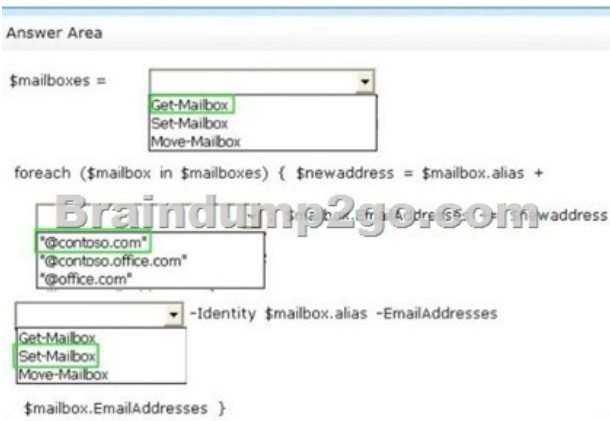 Answer Area
$mailboxes =
Get-Mailbox
Set-Mailbox
Move-Mailbox
foreach ($mailbox in $mailboxes) { $newaddress = $mailbox.alias +
Braindump2go.com
$mailbox.EmailAddresses += $newaddress
"@contoso.com"
"@contoso.office.com"
"@office.com"
-Identity $mailbox.alias -EmailAddresses
Get-Mailbox
Set-Mailbox
Move-Mailbox
$mailbox.EmailAddresses }